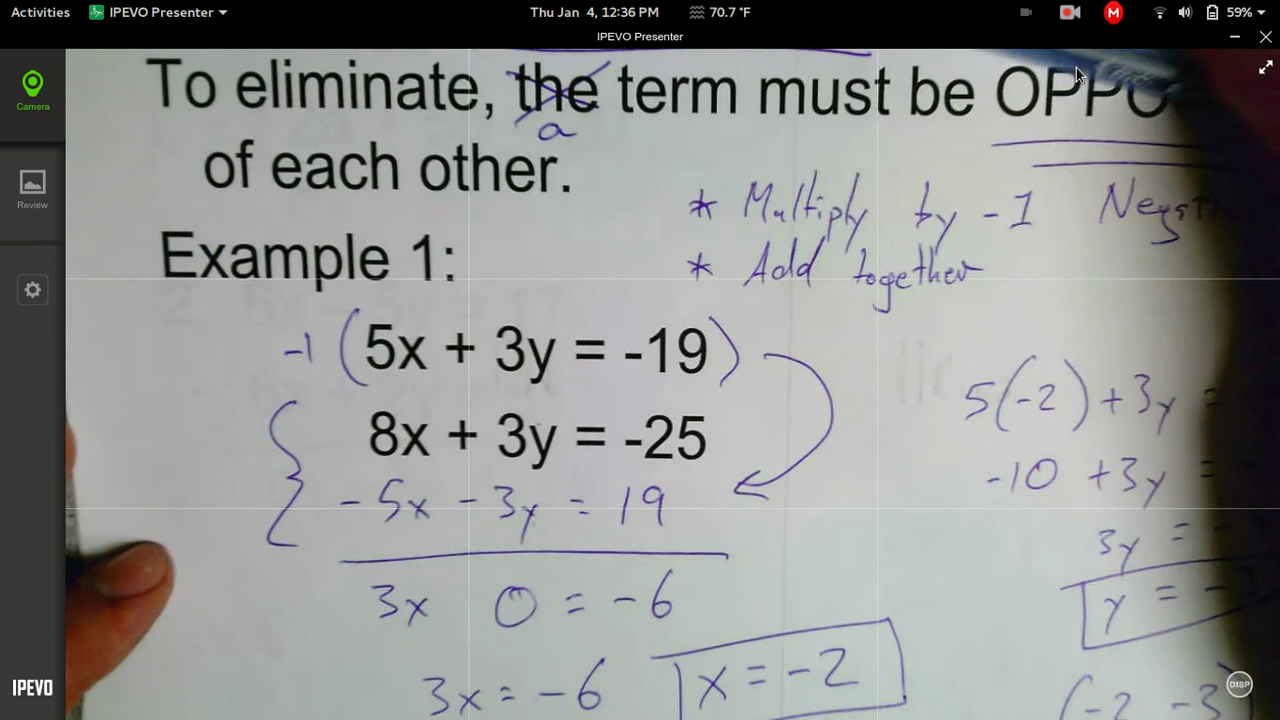 Activities IPEVO Presenter Thu Jan 4, 12:36 PM 70.7 °F M 59%
IPEVO Presenter
Camera
Review
To eliminate, the term must be OPPO
a
of each other.
* Multiply by -1
* Add together
Example 1:
-1 (5x + 3y = -19)
8x + 3y = -25
-5x - 3y = 19
3x 0 = -6
3x = -6
x = -2
5(-2) + 3y =
-10 + 3y =
3y = -
y = -
(-2 -3)
IPEVO
DISP